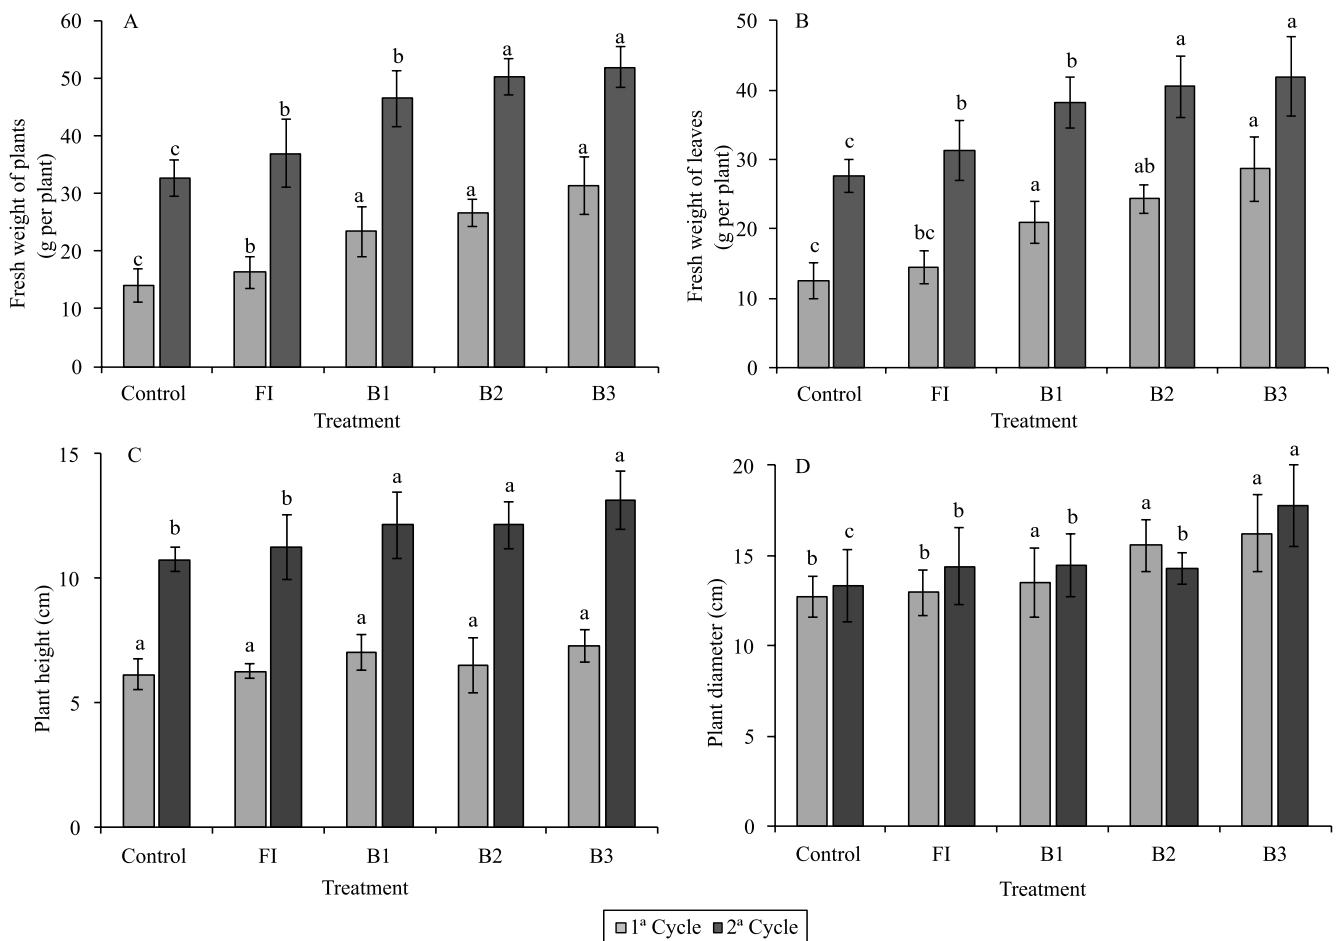 A
Fresh weight of plants
(g per plant)
60
50
40
30
20
10
0
c
c
b
b
a
b
a
a
a
a
Control FI B1 B2 B3
Treatment
B
Fresh weight of leaves
(g per plant)
50
40
30
20
10
0
c
c
bc
b
a
b
ab
a
a
a
Control FI B1 B2 B3
Treatment
C
Plant height (cm)
15
10
5
0
a
b
a
b
a
a
a
a
a
a
Control FI B1 B2 B3
Treatment
D
Plant diameter (cm)
20
15
10
5
0
b
c
b
b
a
b
a
b
a
a
Control FI B1 B2 B3
Treatment
1ª Cycle 2ª Cycle